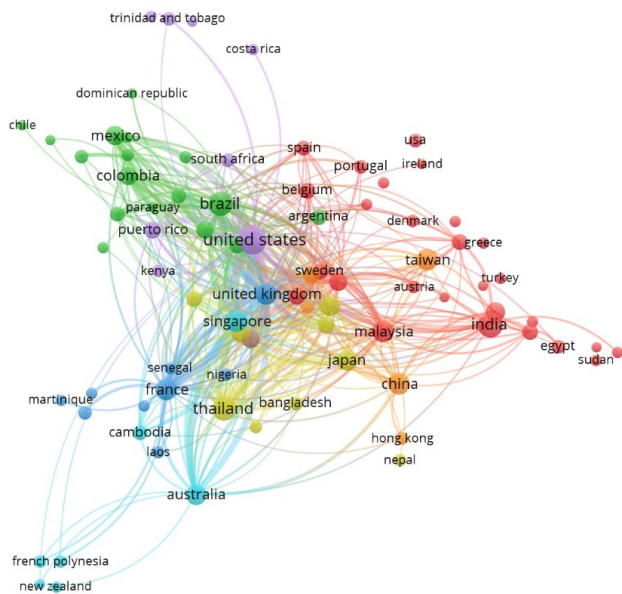 trinidad and tobago
costa rica
dominican republic
chile
mexico
usa
spain
south africa
portugal
ireland
colombia
belgium
paraguay
brazil
argentina
denmark
puerto rico
united states
greece
taiwan
kenya
sweden
turkey
united kingdom
austria
singapore
malaysia
india
egypt
japan
sudan
senegal
nigeria
france
china
martinique
thailand
bangladesh
cambodia
hong kong
laos
nepal
australia
french polynesia
new zealand